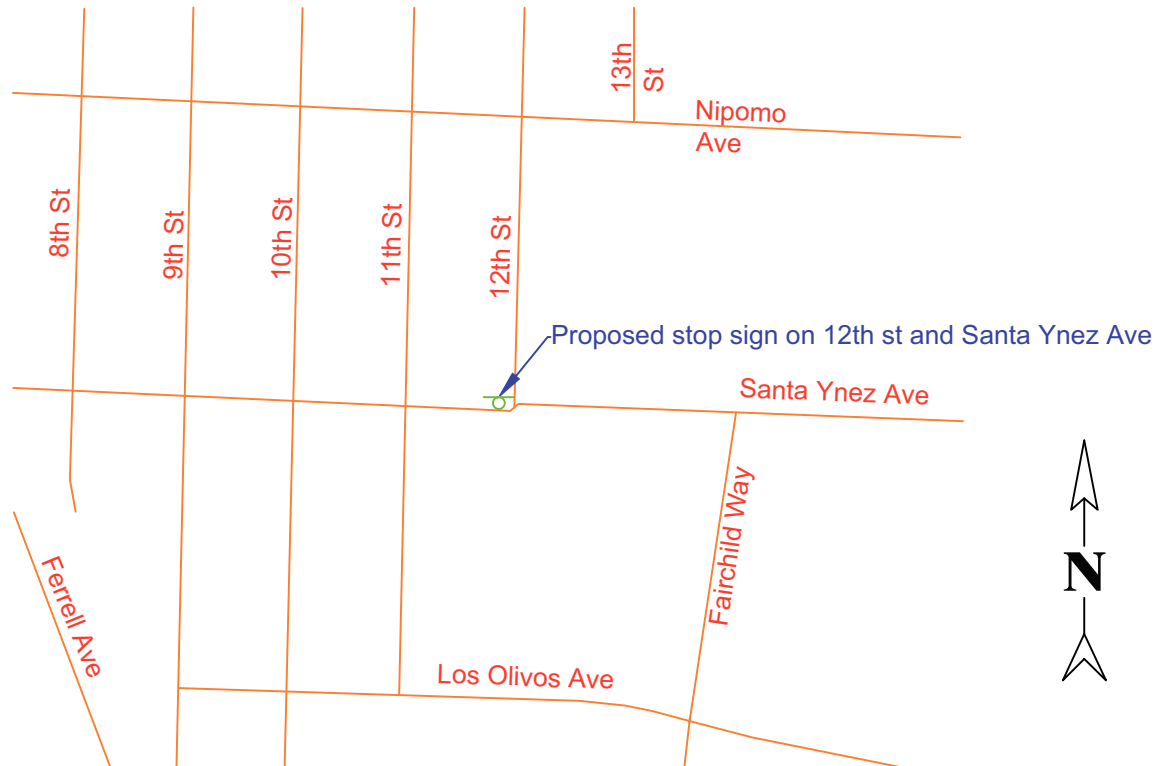 13th
St
Nipomo
Ave
8th St
9th St
10th St
11th St
12th St
Proposed stop sign on 12th st and Santa Ynez Ave
Santa Ynez Ave
Fairchild Way
Ferrell Ave
Los Olivos Ave
N